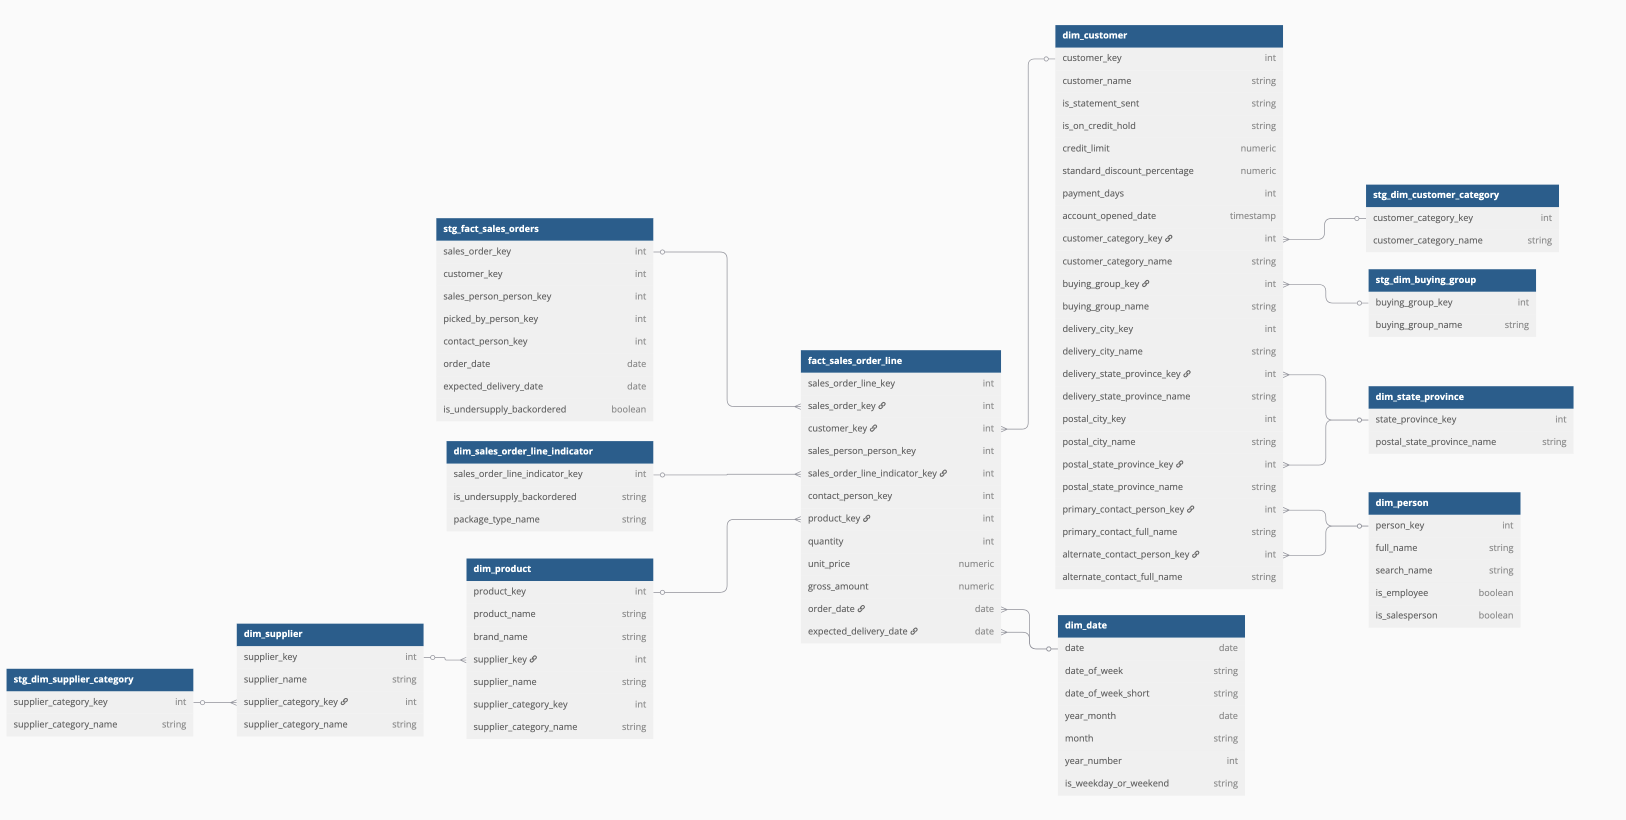 dim_customer
customer_key int
customer_name string
is_statement_sent string
is_on_credit_hold string
credit_limit numeric
standard_discount_percentage numeric
payment_days int
account_opened_date timestamp
customer_category_key int
customer_category_name string
buying_group_key int
buying_group_name string
delivery_city_key int
delivery_city_name string
delivery_state_province_key int
delivery_state_province_name string
postal_city_key int
postal_city_name string
postal_state_province_key int
postal_state_province_name string
primary_contact_person_key int
primary_contact_full_name string
alternate_contact_person_key int
alternate_contact_full_name string
stg_dim_customer_category
customer_category_key int
customer_category_name string
stg_dim_buying_group
buying_group_key int
buying_group_name string
dim_state_province
state_province_key int
postal_state_province_name string
dim_person
person_key int
full_name string
search_name string
is_employee boolean
is_salesperson boolean
stg_fact_sales_orders
sales_order_key int
customer_key int
sales_person_person_key int
picked_by_person_key int
contact_person_key int
order_date date
expected_delivery_date date
is_undersupply_backordered boolean
fact_sales_order_line
sales_order_line_key int
sales_order_key int
customer_key int
sales_person_person_key int
sales_order_line_indicator_key int
contact_person_key int
product_key int
quantity int
unit_price numeric
gross_amount numeric
order_date date
expected_delivery_date date
dim_sales_order_line_indicator
sales_order_line_indicator_key int
is_undersupply_backordered string
package_type_name string
dim_product
product_key int
product_name string
brand_name string
supplier_key int
supplier_name string
supplier_category_key int
supplier_category_name string
dim_supplier
supplier_key int
supplier_name string
supplier_category_key int
supplier_category_name string
stg_dim_supplier_category
supplier_category_key int
supplier_category_name string
dim_date
date date
date_of_week string
date_of_week_short string
year_month date
month string
year_number int
is_weekday_or_weekend string